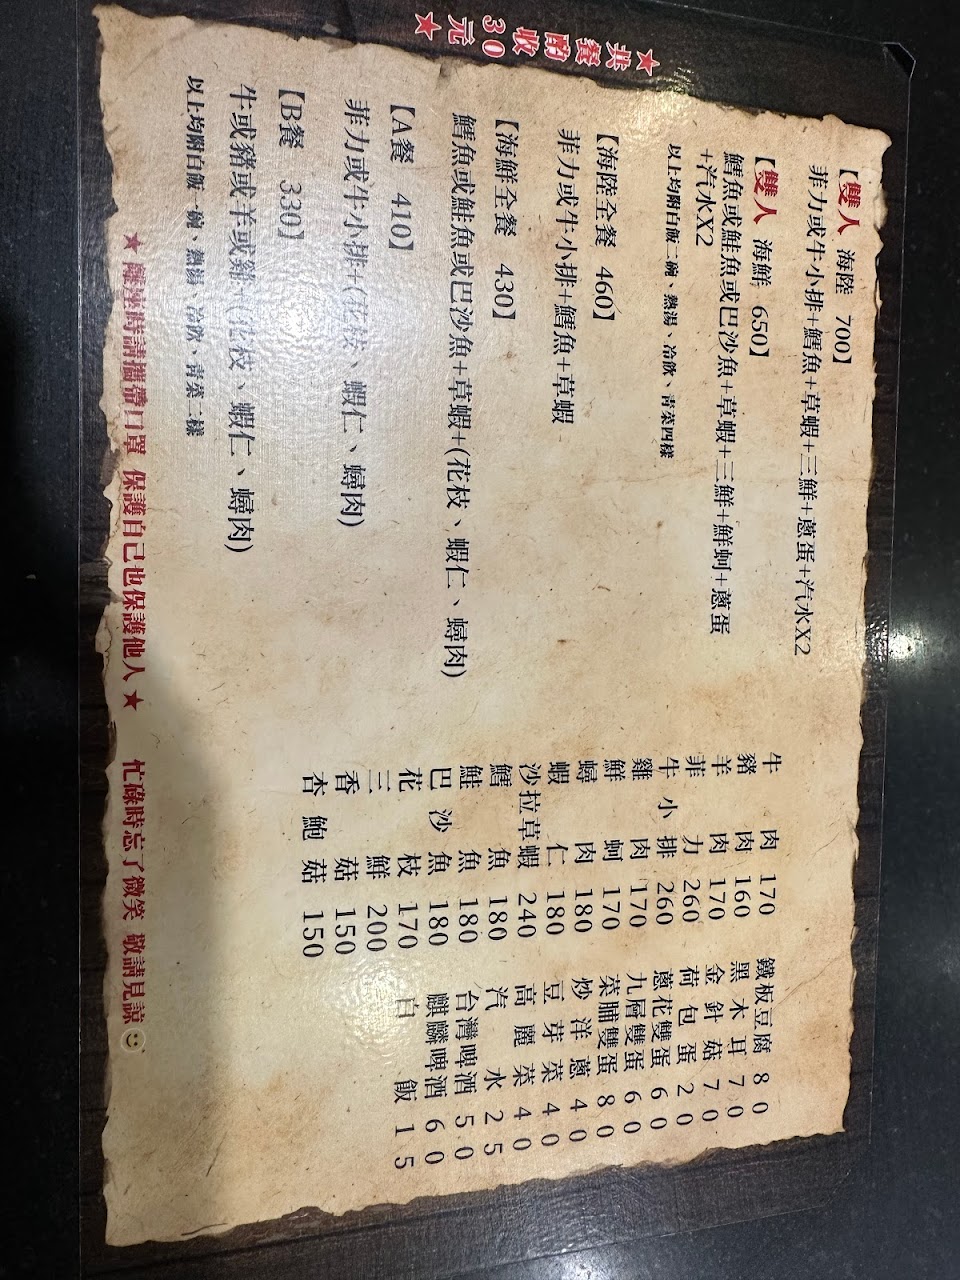 【雙人 海陸 700】
菲力或牛小排+鱈魚+草蝦+三鮮+蔥蛋+汽水X2
【雙人 海鮮 650】
鱈魚或鮭魚或巴沙魚+草蝦+三鮮+鮮蚵+蔥蛋
+汽水X2
以上均附白飯二碗、熱湯、冷飲、青菜四樣
【海陸全餐 460】
菲力或牛小排+鱈魚+草蝦
【海鮮全餐 430】
鱈魚或鮭魚或巴沙魚+草蝦+(花枝、蝦仁、蟳肉)
【A餐 410】
菲力或牛小排+(花枝、蝦仁、蟳肉)
【B餐 330】
牛或豬或羊或雞+(花枝、蝦仁、蟳肉)
以上均附白飯一碗、熱湯、冷飲、青菜二樣
牛肉 170
豬肉 160
羊肉 170
菲力 260
牛小排 260
雞肉 170
鮮蚵 170
蟳肉 180
蝦仁 180
沙拉草蝦 240
鱈魚 180
鮭魚 180
巴沙魚 180
花枝 170
三鮮 200
香菇 150
杏鮑菇 150
鐵板豆腐 80
黑木耳 70
金針菇 70
荷包蛋 20
蔥花雙蛋 60
九層雙蛋 60
菜脯雙蛋 80
炒洋蔥 40
豆芽菜 40
高麗菜 40
汽水 25
台灣啤酒 50
麒麟啤酒 60
白飯 15
★共餐酌收30元★
★ 離座時請攜帶口罩 保護自己也保護他人 ★ 忙碌時忘了微笑 敬請見諒